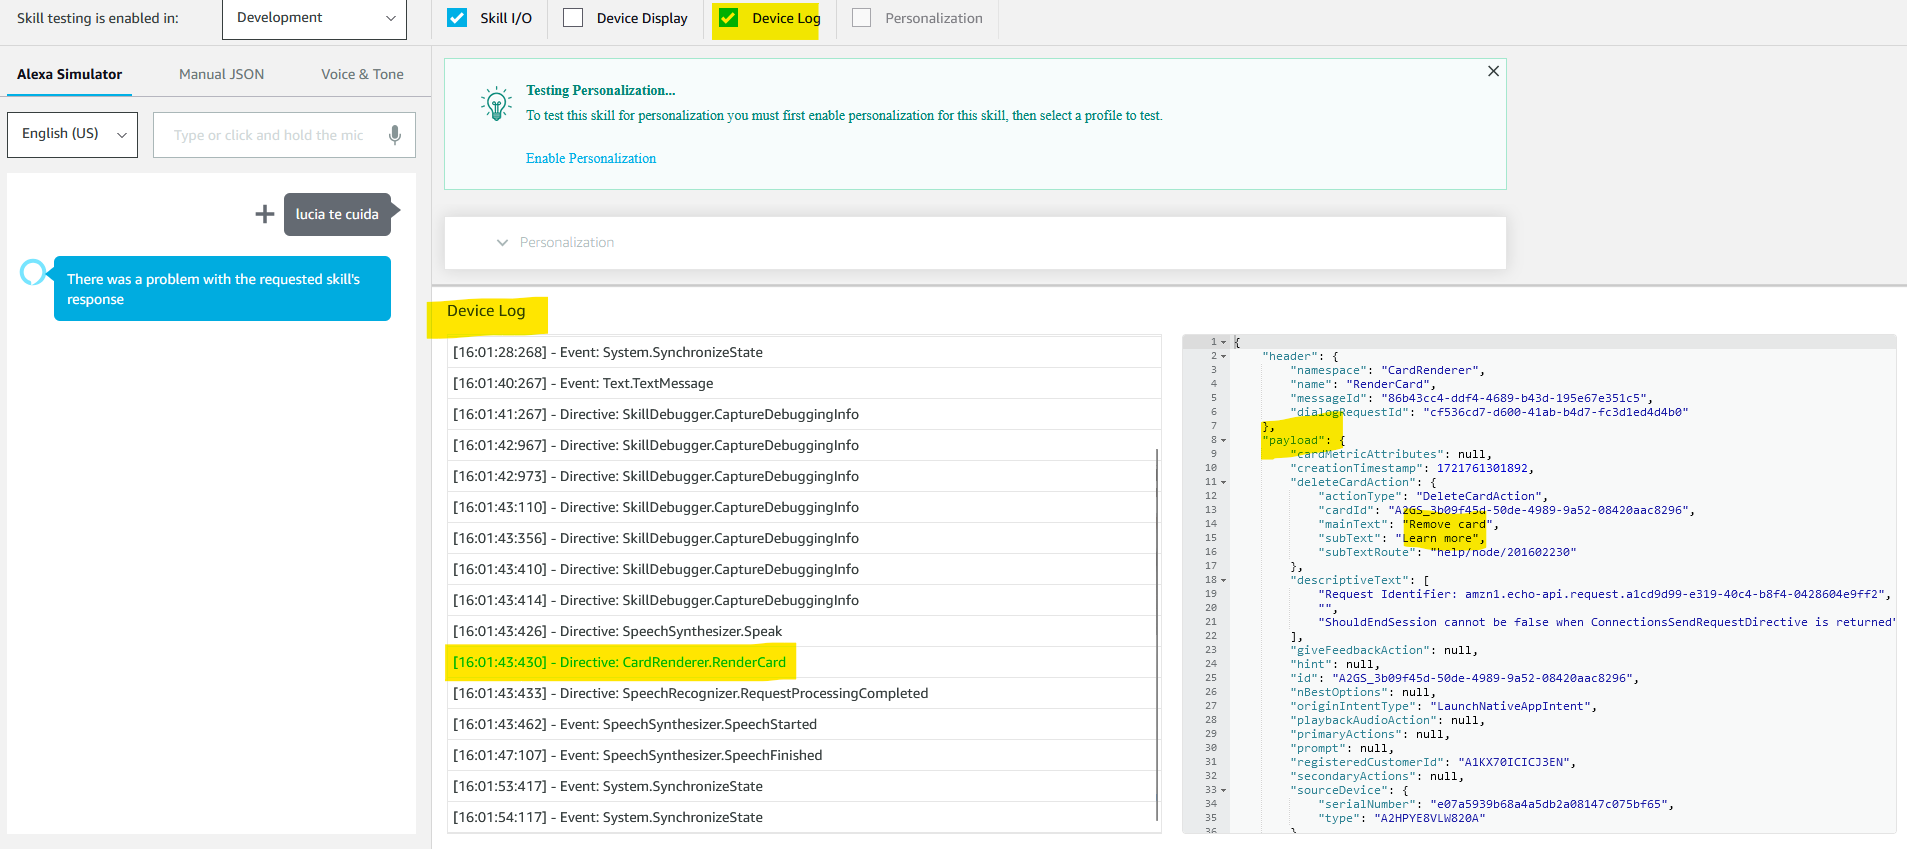 Skill testing is enabled in:
Development
Skill I/O
Device Display
Device Log
Personalization
Alexa Simulator
Manual JSON
Voice & Tone
English (US)
Type or click and hold the mic
lucia te cuida
There was a problem with the requested skill's
response
Testing Personalization...
To test this skill for personalization you must first enable personalization for this skill, then select a profile to test.
Enable Personalization
Personalization
Device Log
[16:01:28:268] - Event: System.SynchronizeState
[16:01:40:267] - Event: Text.TextMessage
[16:01:41:267] - Directive: SkillDebugger.CaptureDebuggingInfo
[16:01:42:967] - Directive: SkillDebugger.CaptureDebuggingInfo
[16:01:42:973] - Directive: SkillDebugger.CaptureDebuggingInfo
[16:01:43:110] - Directive: SkillDebugger.CaptureDebuggingInfo
[16:01:43:356] - Directive: SkillDebugger.CaptureDebuggingInfo
[16:01:43:410] - Directive: SkillDebugger.CaptureDebuggingInfo
[16:01:43:414] - Directive: SkillDebugger.CaptureDebuggingInfo
[16:01:43:426] - Directive: SpeechSynthesizer.Speak
[16:01:43:430] - Directive: CardRenderer.RenderCard
[16:01:43:433] - Directive: SpeechRecognizer.RequestProcessingCompleted
[16:01:43:462] - Event: SpeechSynthesizer.SpeechStarted
[16:01:47:107] - Event: SpeechSynthesizer.SpeechFinished
[16:01:53:417] - Event: System.SynchronizeState
[16:01:54:117] - Event: System.SynchronizeState
1 {
2 "header": {
3 "namespace": "CardRenderer",
4 "name": "RenderCard",
5 "messageId": "86b43cc4-ddf4-4689-b43d-195e67e351c5",
6 "dialogRequestId": "cf536cd7-d600-41ab-b4d7-fc3d1ed4d4b0"
7 },
8 "payload": {
9 "cardMetricAttributes": null,
10 "creationTimestamp": 1721761301892,
11 "deleteCardAction": {
12 "actionType": "DeleteCardAction",
13 "cardId": "A2GS_3b09f45d-50de-4989-9a52-08420aac8296",
14 "mainText": "Remove card",
15 "subText": "Learn more",
16 "subTextRoute": "help/node/201602230"
17 },
18 "descriptiveText": [
19 "Request Identifier: amzn1.echo-api.request.a1cd9d99-e319-40c4-b8f4-0428604e9ff2",
20 "",
21 "ShouldEndSession cannot be false when ConnectionsSendRequestDirective is returned"
22 ],
23 "giveFeedbackAction": null,
24 "hint": null,
25 "id": "A2GS_3b09f45d-50de-4989-9a52-08420aac8296",
26 "nBestOptions": null,
27 "originIntentType": "LaunchNativeAppIntent",
28 "playbackAudioAction": null,
29 "primaryActions": null,
30 "prompt": null,
31 "registeredCustomerId": "A1KX70ICICJ3EN",
32 "secondaryActions": null,
33 "sourceDevice": {
34 "serialNumber": "e07a5939b68a4a5db2a08147c075bf65",
35 "type": "A2HPYE8VLW820A"
36 }